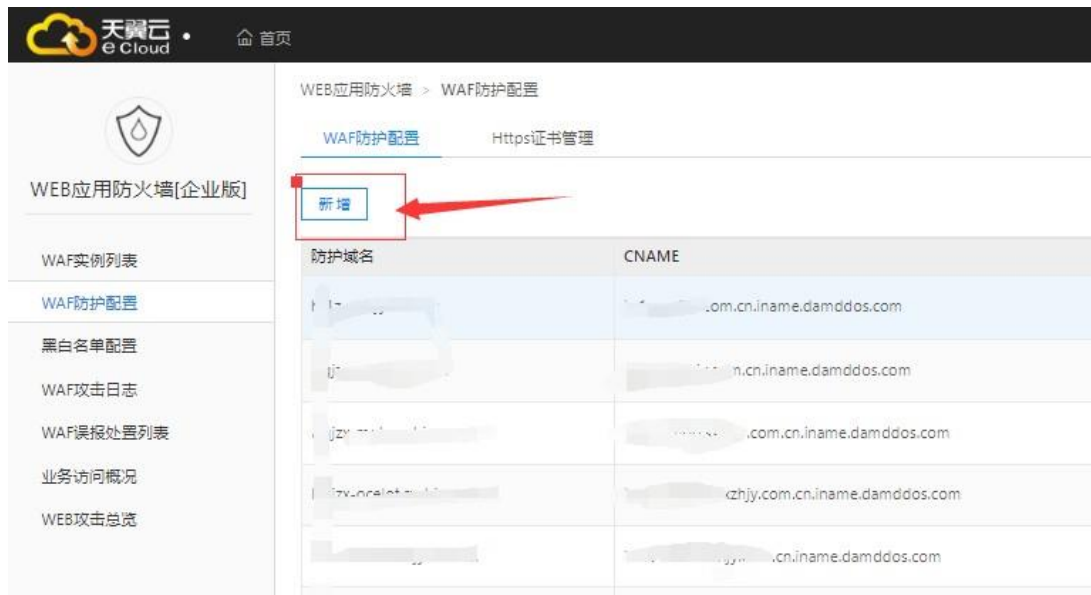 天翼云
e Cloud
首页
WEB应用防火墙 > WAF防护配置
WAF防护配置
Https证书管理
WEB应用防火墙[企业版]
新增
WAF实例列表
WAF防护配置
黑白名单配置
WAF攻击日志
WAF误报处置列表
业务访问概况
WEB攻击总览
防护域名
CNAME
.om.cn.iname.damddos.com
n.cn.iname.damddos.com
.com.cn.iname.damddos.com
zhjy.com.cn.iname.damddos.com
.cn.iname.damddos.com